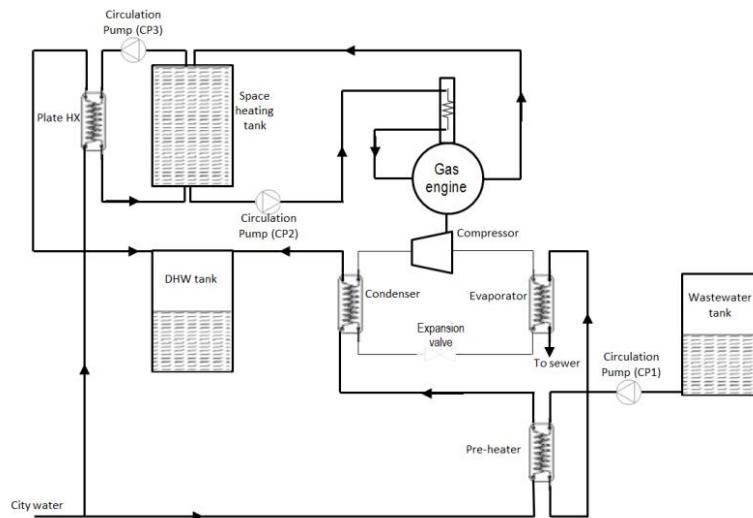 Circulation
Pump (CP3)
Space
heating
tank
Plate HX
Gas
engine
Circulation
Pump (CP2)
Compressor
DHW tank
Condenser
Evaporator
Wastewater
tank
Expansion
valve
To sewer
Circulation
Pump (CP1)
Pre-heater
City water